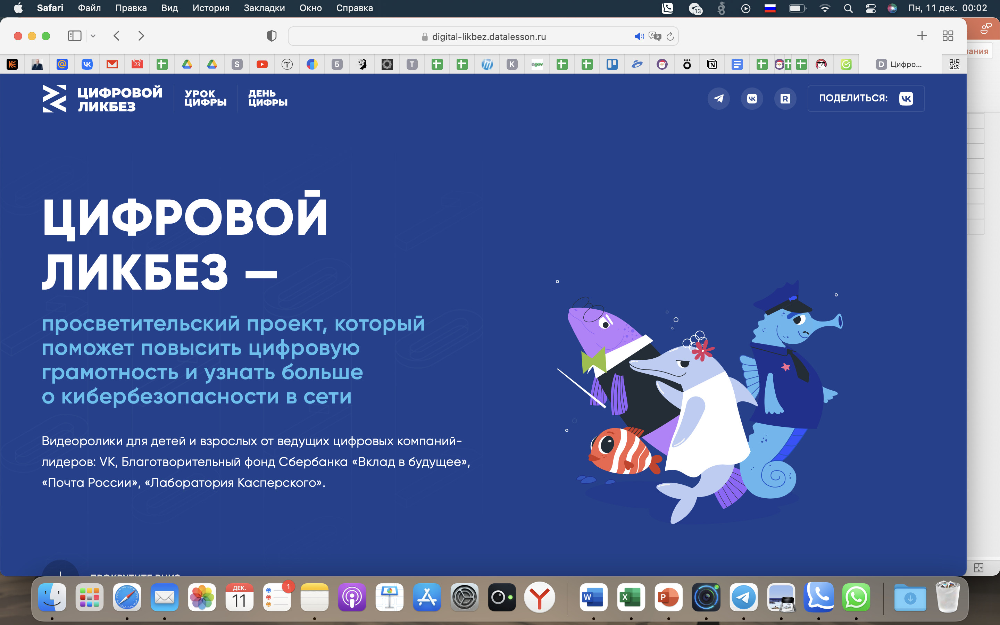 Safari Файл Правка Вид История Закладки Окно Справка
13
Пн, 11 дек. 00:02
digital-likbez.datalesson.ru
23
S
5
T
K
egov
D Цифро...
ания
ЦИФРОВОЙ
ЛИКБЕЗ
УРОК
ЦИФРЫ
ДЕНЬ
ЦИФРЫ
ПОДЕЛИТЬСЯ:
ЦИФРОВОЙ
ЛИКБЕЗ —
просветительский проект, который
поможет повысить цифровую
грамотность и узнать больше
о кибербезопасности в сети
Видеоролики для детей и взрослых от ведущих цифровых компаний-
лидеров: VK, Благотворительный фонд Сбербанка «Вклад в будущее»,
«Почта России», «Лаборатория Касперского».
ПРОКРУТИТЕ ВНИЗ
ДЕК.
11
1
W
X
P